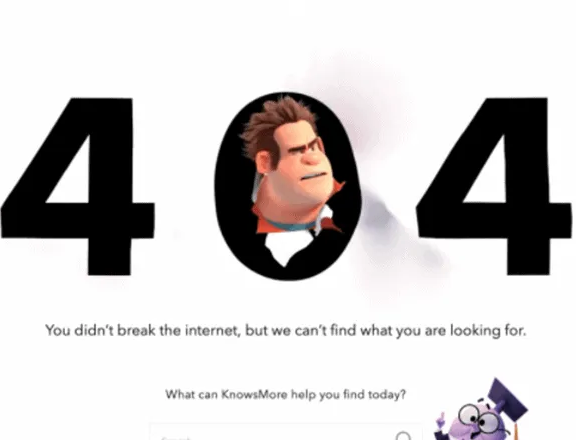 404
You didn't break the internet, but we can't find what you are looking for.
What can KnowsMore help you find today?